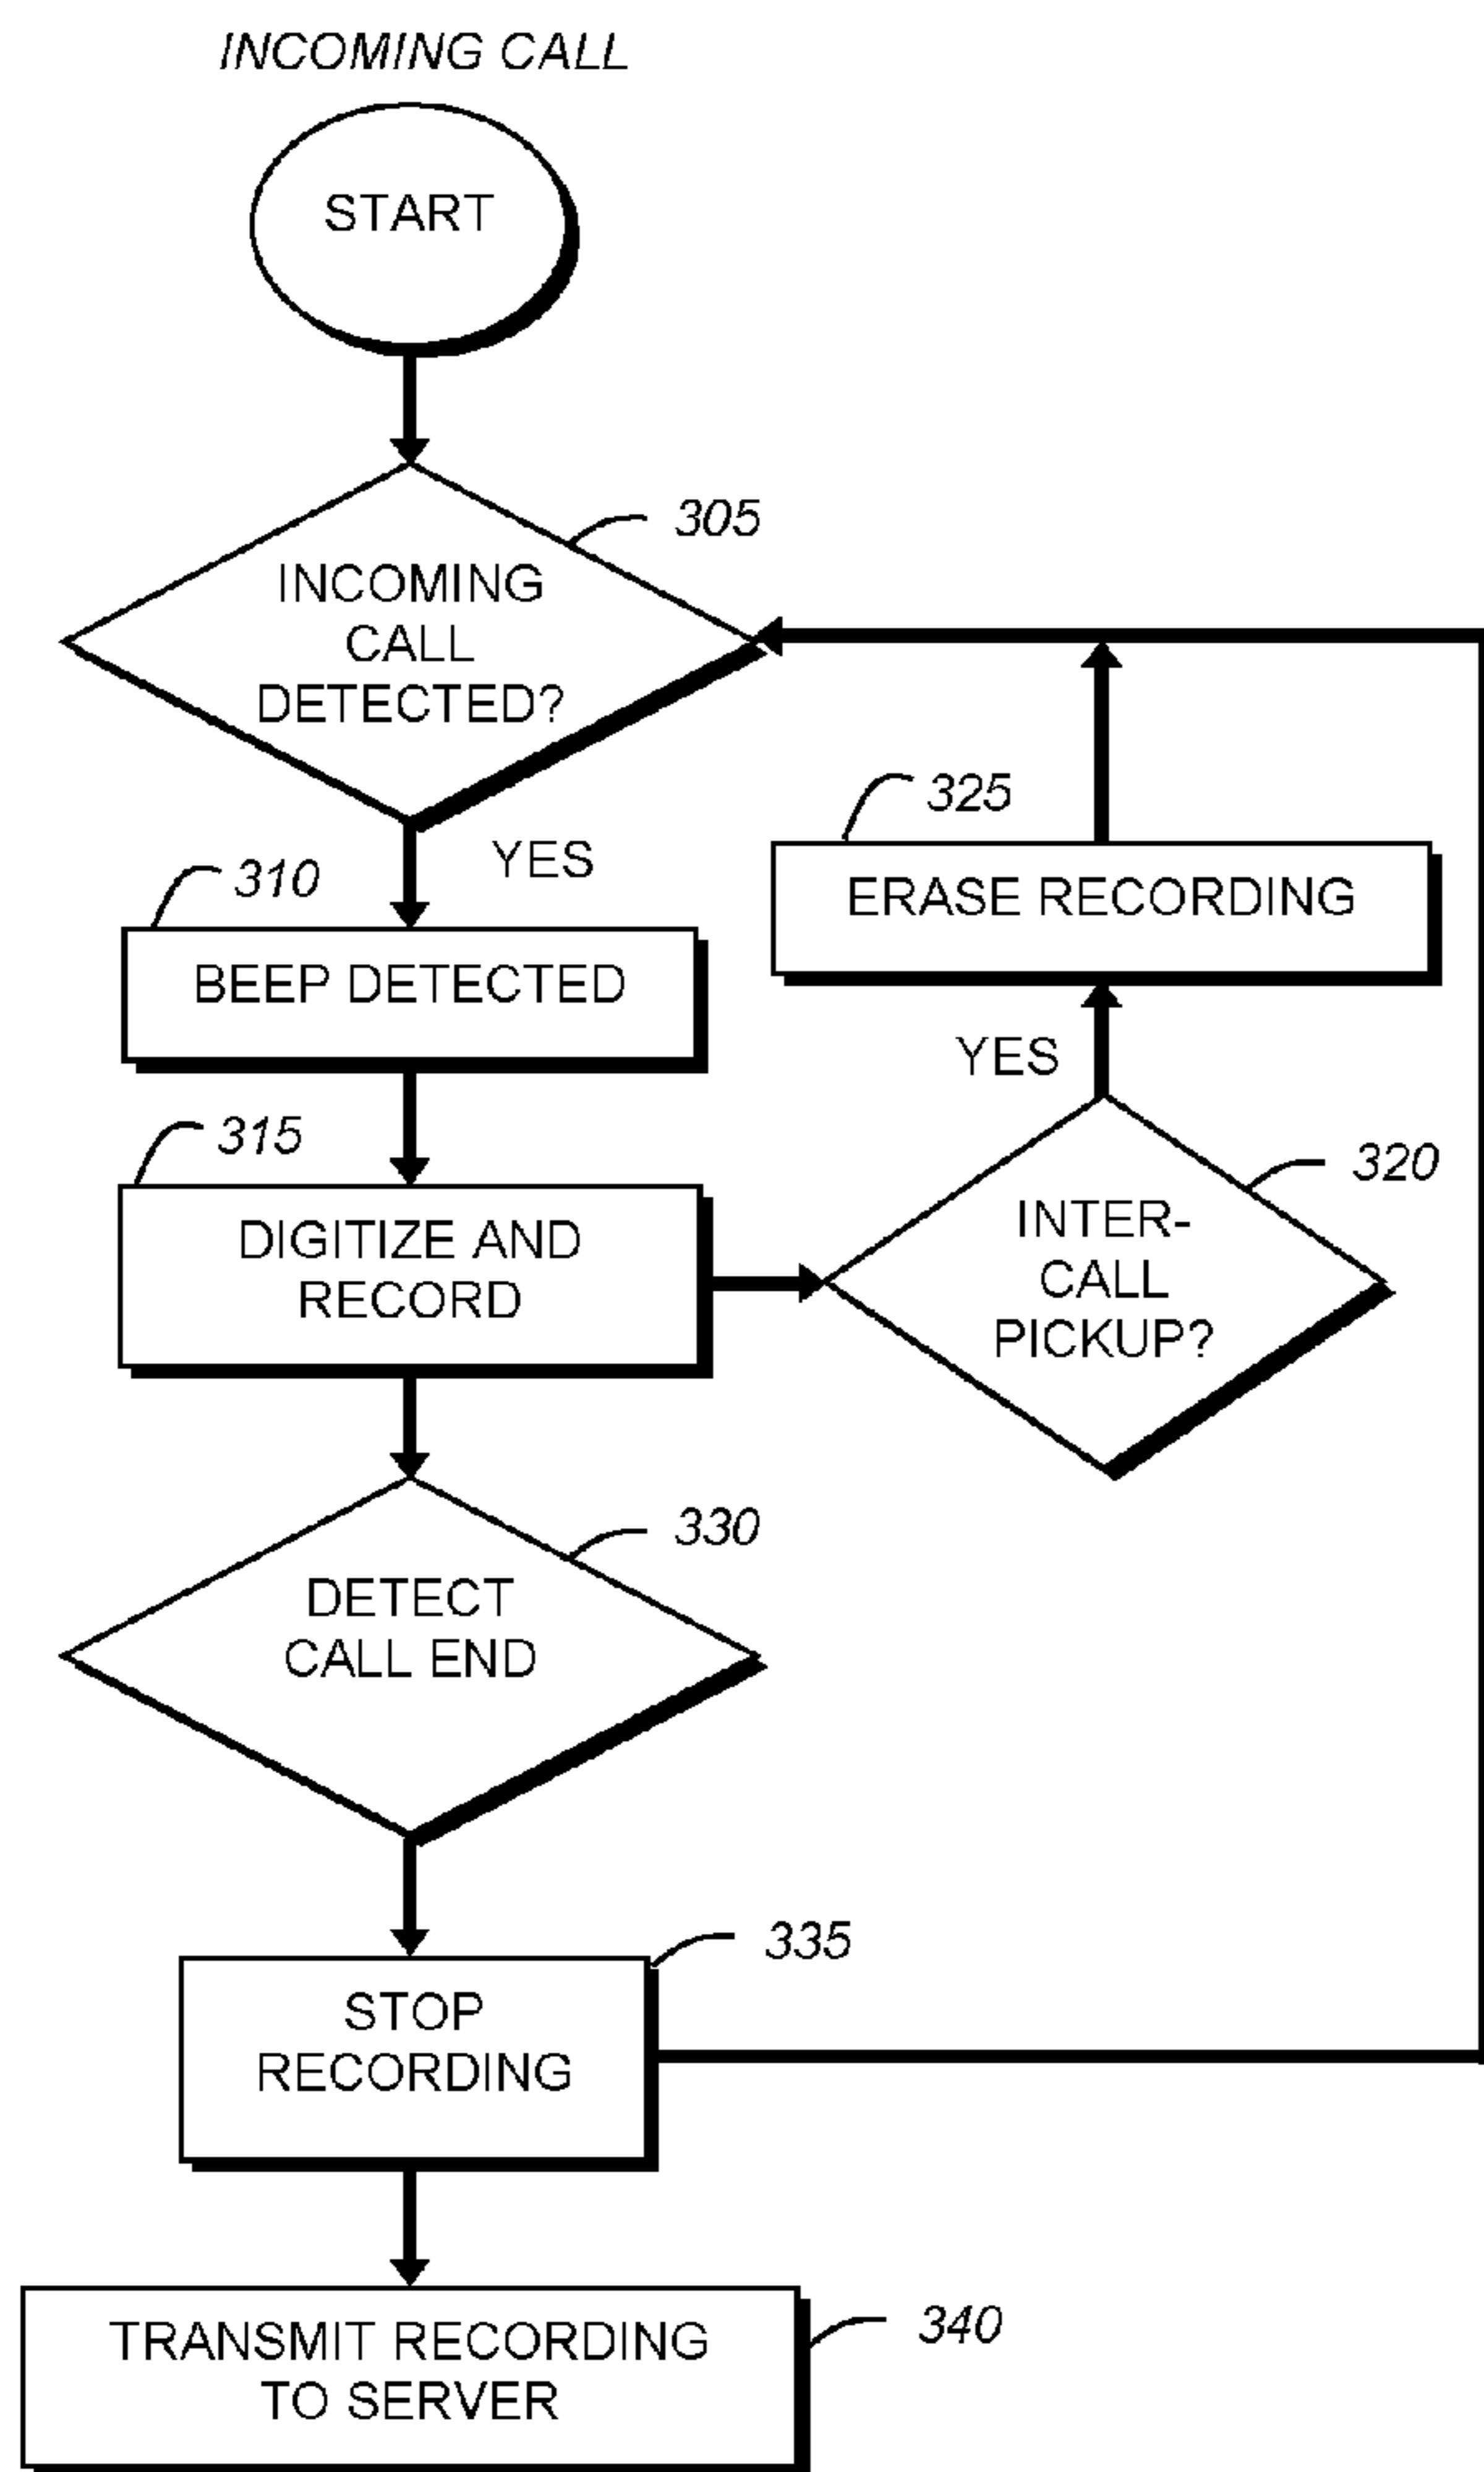 INCOMING CALL
START
305
INCOMING
CALL
DETECTED?
YES
310
BEEP DETECTED
325
ERASE RECORDING
YES
315
DIGITIZE AND
RECORD
320
INTER-
CALL
PICKUP?
330
DETECT
CALL END
335
STOP
RECORDING
340
TRANSMIT RECORDING
TO SERVER